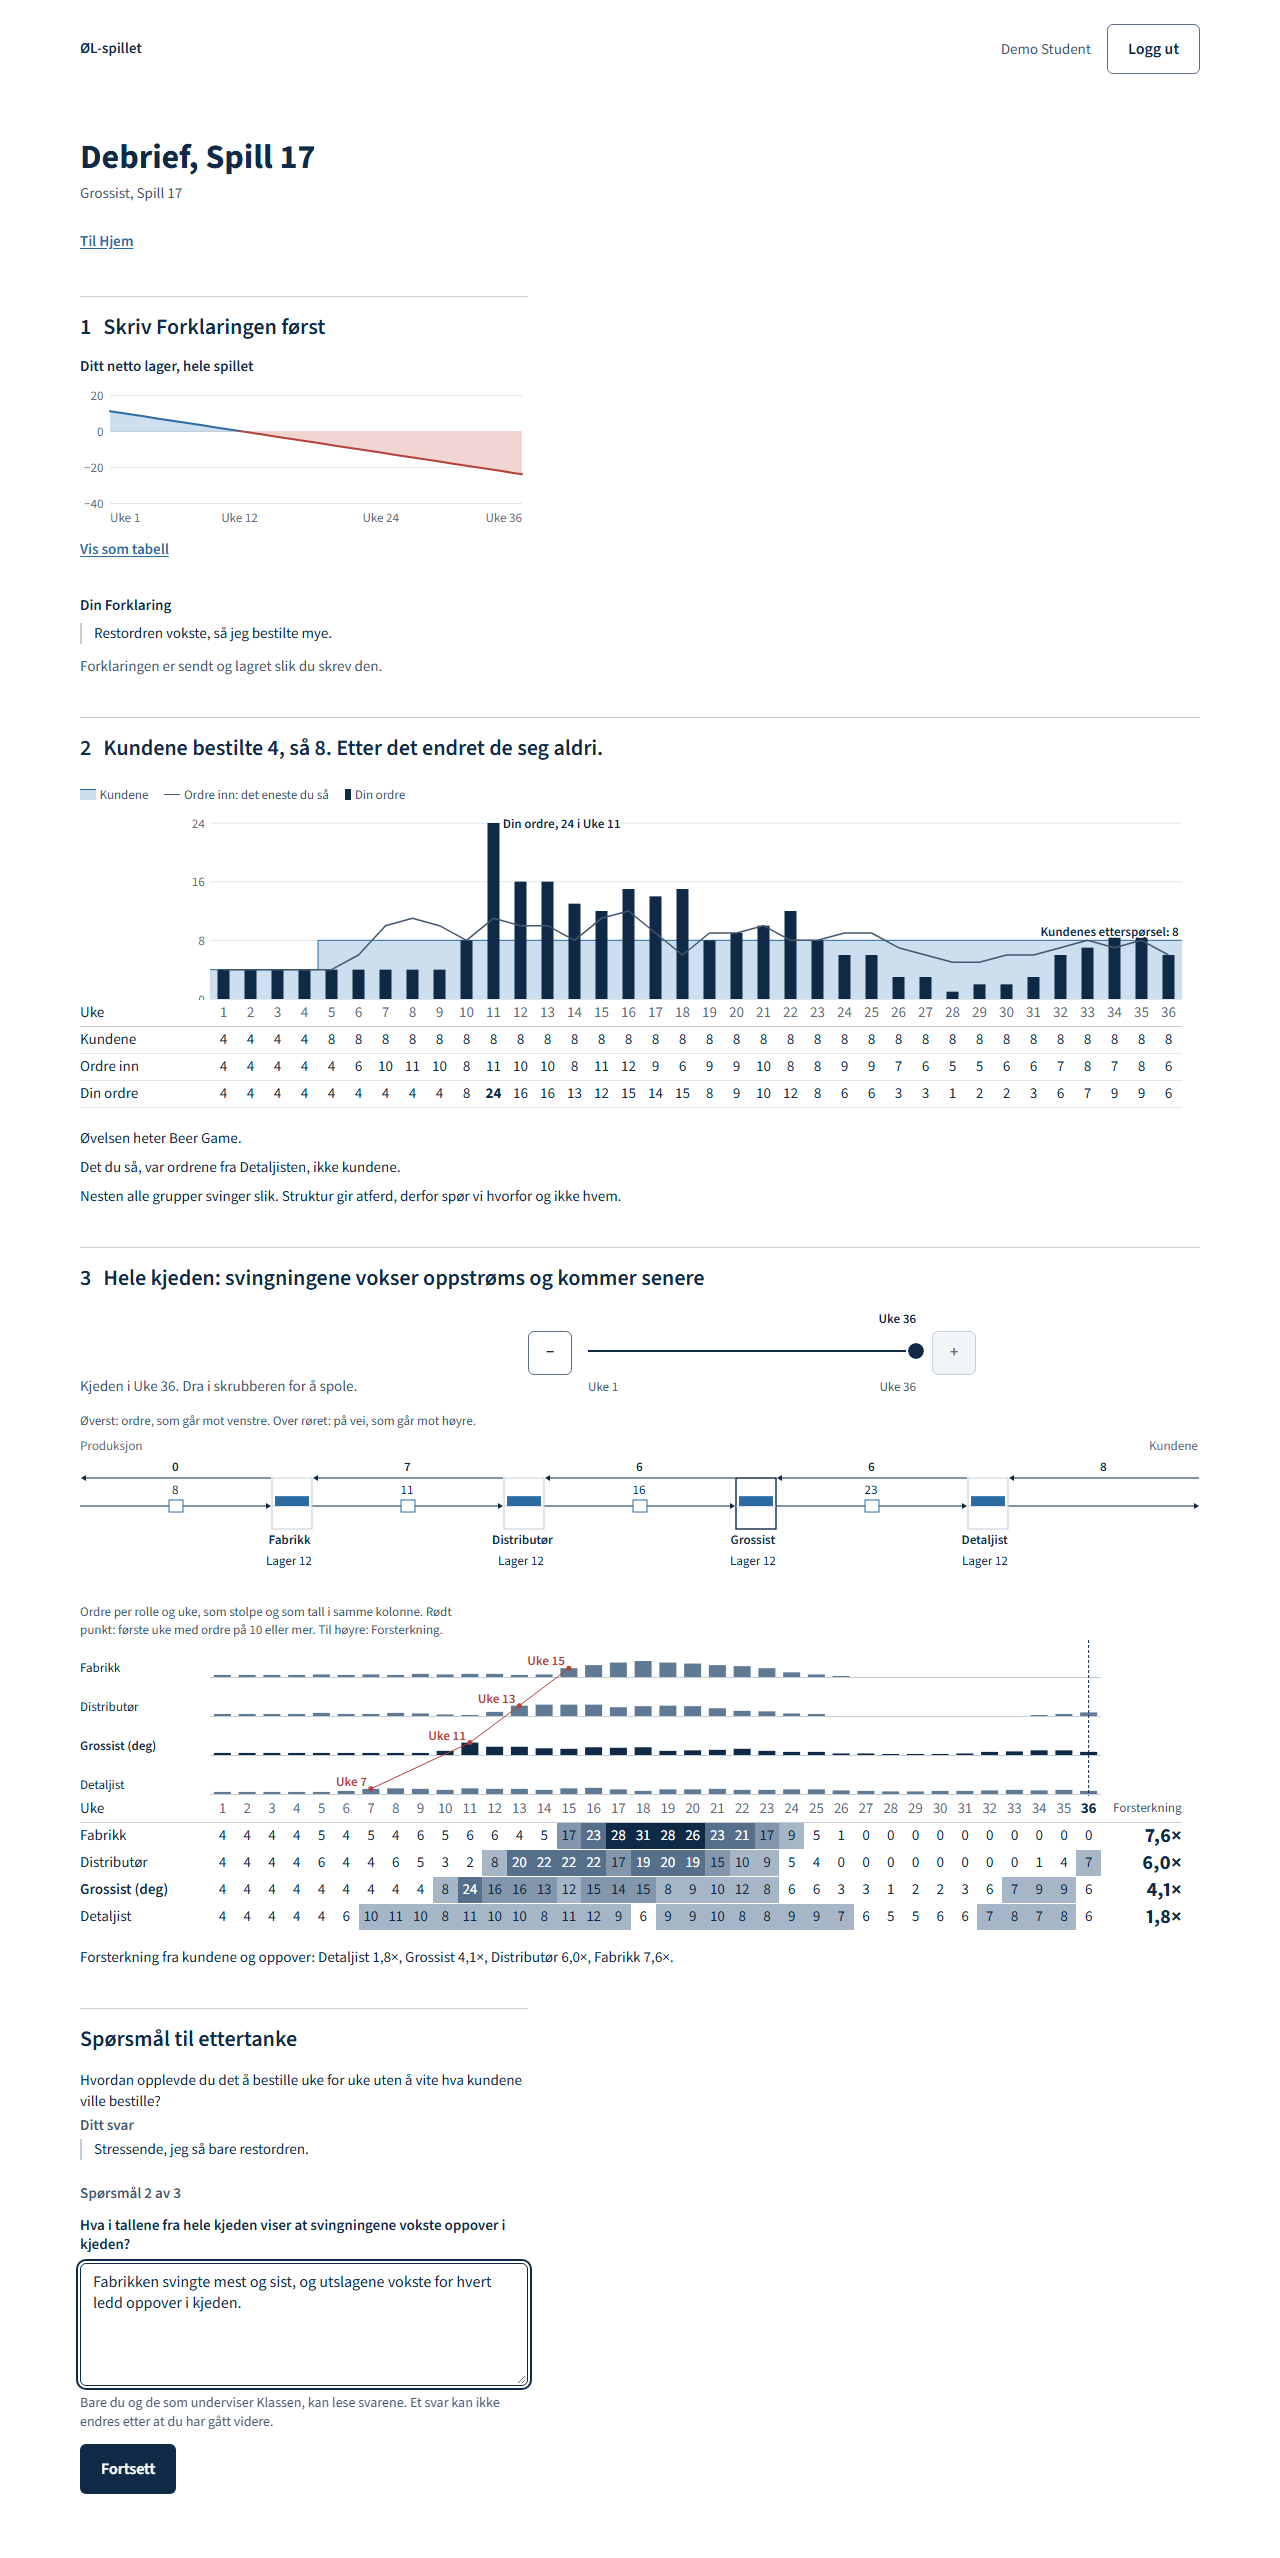 ØL-spillet
Demo Student
Logg ut
Debrief, Spill 17
Grossist, Spill 17
Til Hjem
1 Skriv Forklaringen først
Ditt netto lager, hele spillet
20
0
−20
−40
Uke 1 Uke 12 Uke 24 Uke 36
Vis som tabell
Din Forklaring
Restordren vokste, så jeg bestilte mye.
Forklaringen er sendt og lagret slik du skrev den.
2 Kundene bestilte 4, så 8. Etter det endret de seg aldri.
Kundene Ordre inn: det eneste du så Din ordre
24 Din ordre, 24 i Uke 11
16
Kundenes etterspørsel: 8
8
0
Uke 1 2 3 4 5 6 7 8 9 10 11 12 13 14 15 16 17 18 19 20 21 22 23 24 25 26 27 28 29 30 31 32 33 34 35 36
Kundene 4 4 4 4 8 8 8 8 8 8 8 8 8 8 8 8 8 8 8 8 8 8 8 8 8 8 8 8 8 8 8 8 8 8 8 8
Ordre inn 4 4 4 4 4 6 10 11 10 8 11 10 10 8 11 12 9 6 9 9 10 8 8 9 9 7 6 5 5 6 6 7 8 7 8 6
Din ordre 4 4 4 4 4 4 4 4 4 8 24 16 16 13 12 15 14 15 8 9 10 12 8 6 6 3 3 1 2 2 3 6 7 9 9 6
Øvelsen heter Beer Game.
Det du så, var ordrene fra Detaljisten, ikke kundene.
Nesten alle grupper svinger slik. Struktur gir atferd, derfor spør vi hvorfor og ikke hvem.
3 Hele kjeden: svingningene vokser oppstrøms og kommer senere
Uke 36
− +
Kjeden i Uke 36. Dra i skrubberen for å spole.
Uke 1 Uke 36
Øverst: ordre, som går mot venstre. Over røret: på vei, som går mot høyre.
Produksjon Kundene
0 7 6 6 8
8 11 16 23
Fabrikk Distributør Grossist Detaljist
Lager 12 Lager 12 Lager 12 Lager 12
Ordre per rolle og uke, som stolpe og som tall i samme kolonne. Rødt
punkt: første uke med ordre på 10 eller mer. Til høyre: Forsterkning.
Fabrikk Uke 15
Distributør Uke 13
Grossist (deg) Uke 11
Detaljist Uke 7
Uke 1 2 3 4 5 6 7 8 9 10 11 12 13 14 15 16 17 18 19 20 21 22 23 24 25 26 27 28 29 30 31 32 33 34 35 36 Forsterkning
Fabrikk 4 4 4 4 5 4 5 4 6 5 6 6 4 5 17 23 28 31 28 26 23 21 17 9 5 1 0 0 0 0 0 0 0 0 0 0 7,6×
Distributør 4 4 4 4 6 4 4 6 5 3 2 8 20 22 22 22 17 19 20 19 15 10 9 5 4 0 0 0 0 0 0 0 0 1 4 7 6,0×
Grossist (deg) 4 4 4 4 4 4 4 4 4 8 24 16 16 13 12 15 14 15 8 9 10 12 8 6 6 3 3 1 2 2 3 6 7 9 9 6 4,1×
Detaljist 4 4 4 4 4 6 10 11 10 8 11 10 10 8 11 12 9 6 9 9 10 8 8 9 9 7 6 5 5 6 6 7 8 7 8 6 1,8×
Forsterkning fra kundene og oppover: Detaljist 1,8×, Grossist 4,1×, Distributør 6,0×, Fabrikk 7,6×.
Spørsmål til ettertanke
Hvordan opplevde du det å bestille uke for uke uten å vite hva kundene
ville bestille?
Ditt svar
Stressende, jeg så bare restordren.
Spørsmål 2 av 3
Hva i tallene fra hele kjeden viser at svingningene vokste oppover i
kjeden?
Fabrikken svingte mest og sist, og utslagene vokste for hvert
ledd oppover i kjeden.
Bare du og de som underviser Klassen, kan lese svarene. Et svar kan ikke
endres etter at du har gått videre.
Fortsett